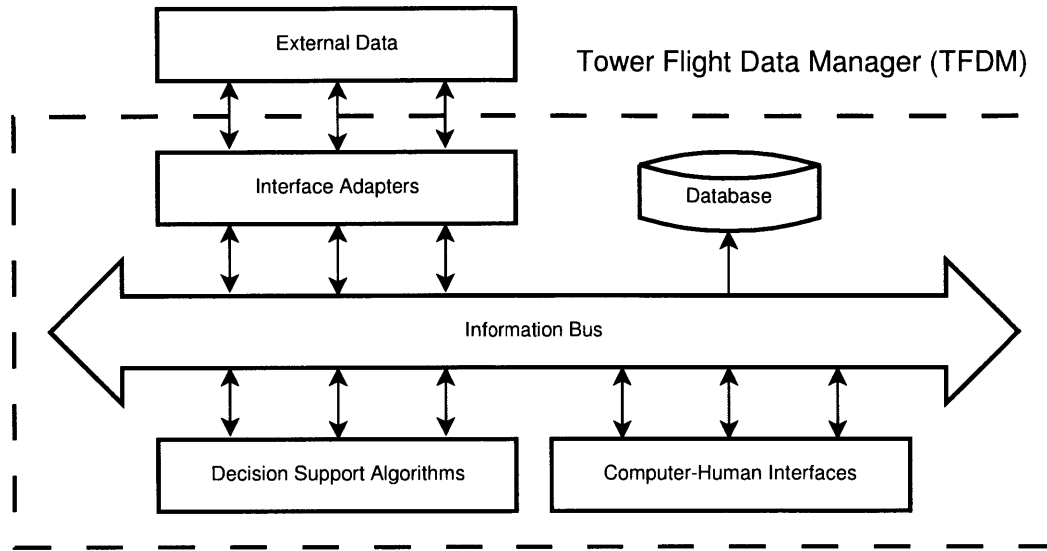 External Data
Tower Flight Data Manager (TFDM)
Interface Adapters
Database
Information Bus
Decision Support Algorithms
Computer-Human Interfaces